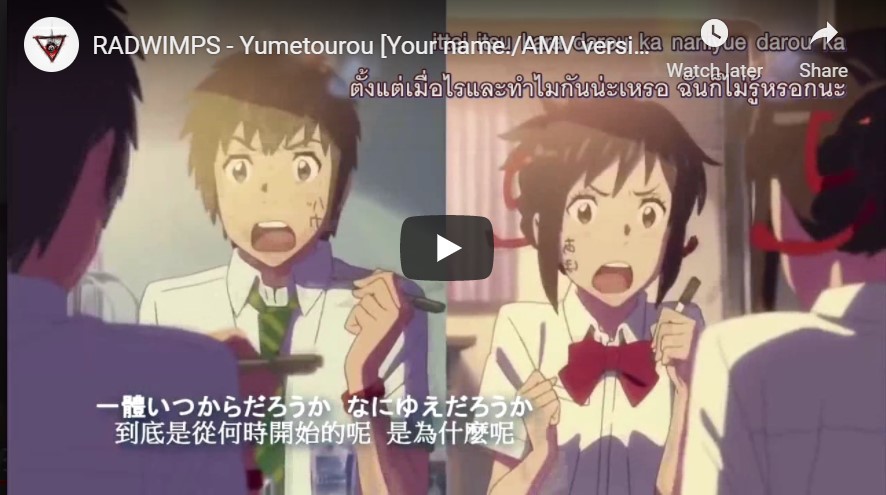 RADWIMPS - Yumetourou [Your name./AMV versi...
ittai itsu kara darou ka naniyue darou ka
Watch later
Share
ตั้งแต่เมื่อไรและทำไมกันน่ะเหรอ ฉันก็ไม่รู้หรอกนะ
一體いつからだろうか なにゆえだろうか
到底是從何時開始的呢 是為什麼呢